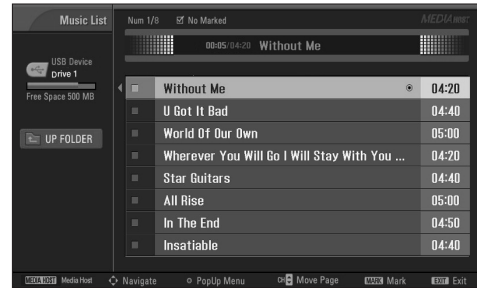 Music List
Num 1/8 No Marked
MEDIA HOST
00:05/04:20 Without Me
USB Device
Drive 1
Free Space 500 MB
UP FOLDER
Without Me 04:20
U Got It Bad 04:40
World Of Our Own 05:00
Wherever You Will Go I Will Stay With You ... 04:20
Star Guitars 04:40
All Rise 05:00
In The End 04:50
Insatiable 04:40
MEDIA HOST Media Host Navigate PopUp Menu CH Move Page MARK Mark EXIT Exit